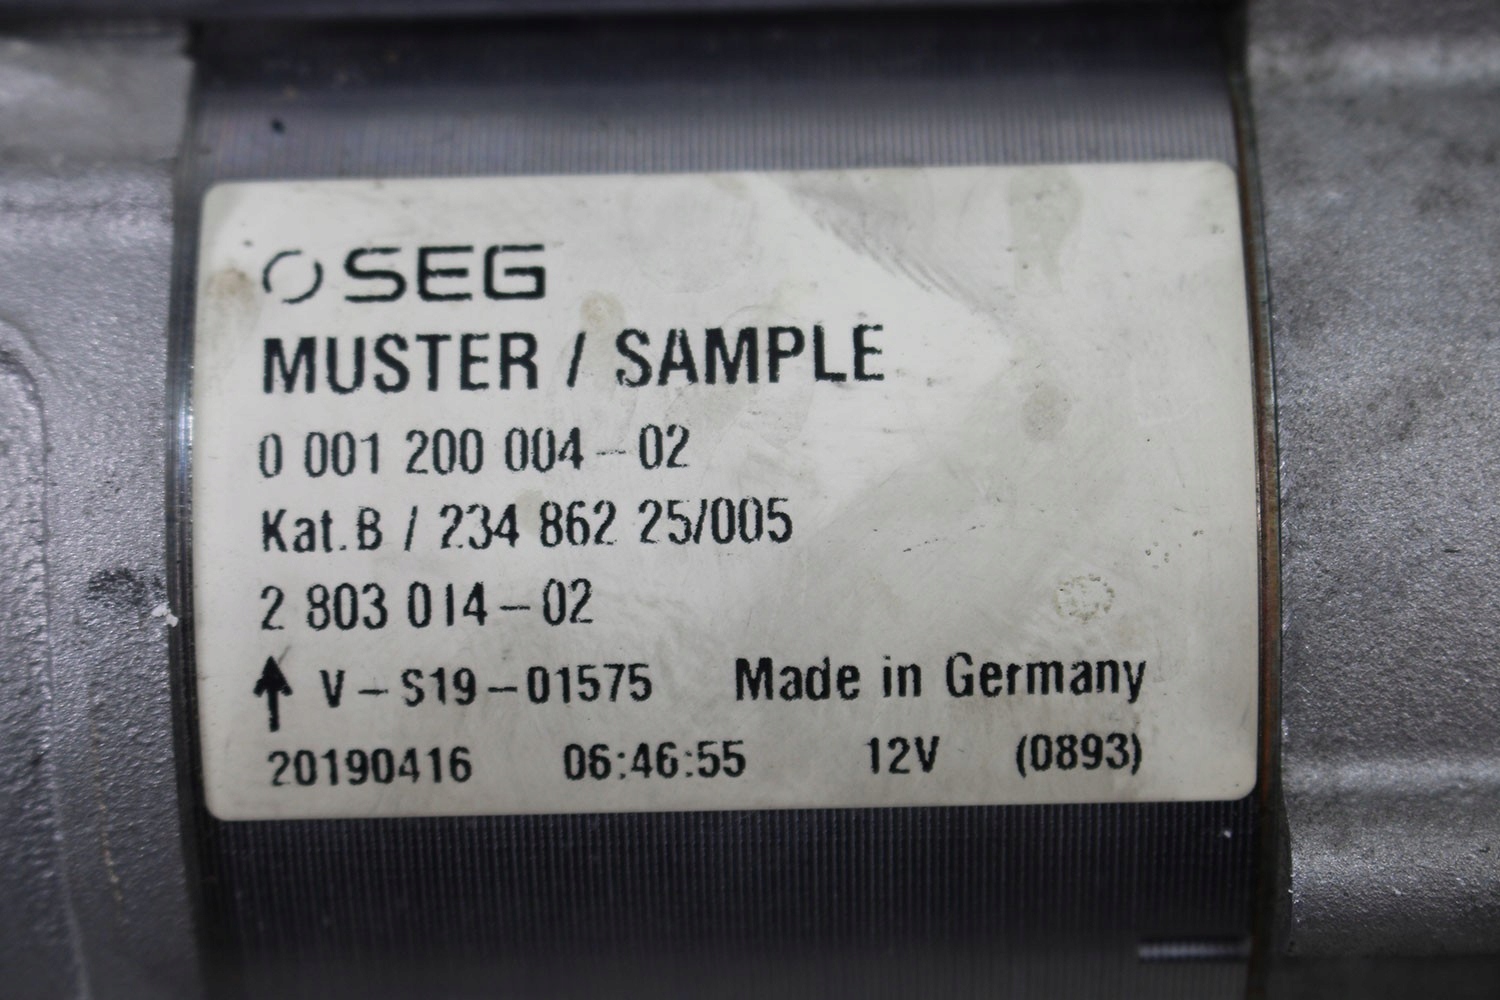 SEG
MUSTER / SAMPLE
0 001 200 004-02
Kat.B / 234 862 25/005
2 803 014-02
↑ V-S19-01575 Made in Germany
20190416 06:46:55 12V (0893)